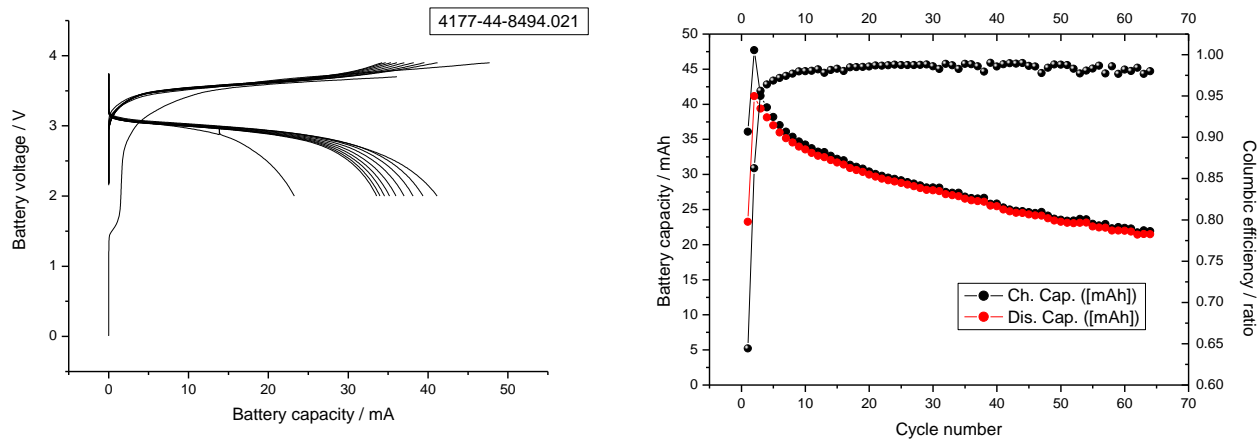 4177-44-8494.021
4
3
2
1
0
Battery voltage / V
0 10 20 30 40 50
Battery capacity / mA
0 10 20 30 40 50 60 70
50
45
40
35
30
25
20
15
10
5
0
Battery capacity / mAh
1.00
0.95
0.90
0.85
0.80
0.75
0.70
0.65
0.60
Columbic efficiency / ratio
Ch. Cap. ([mAh])
Dis. Cap. ([mAh])
0 10 20 30 40 50 60 70
Cycle number